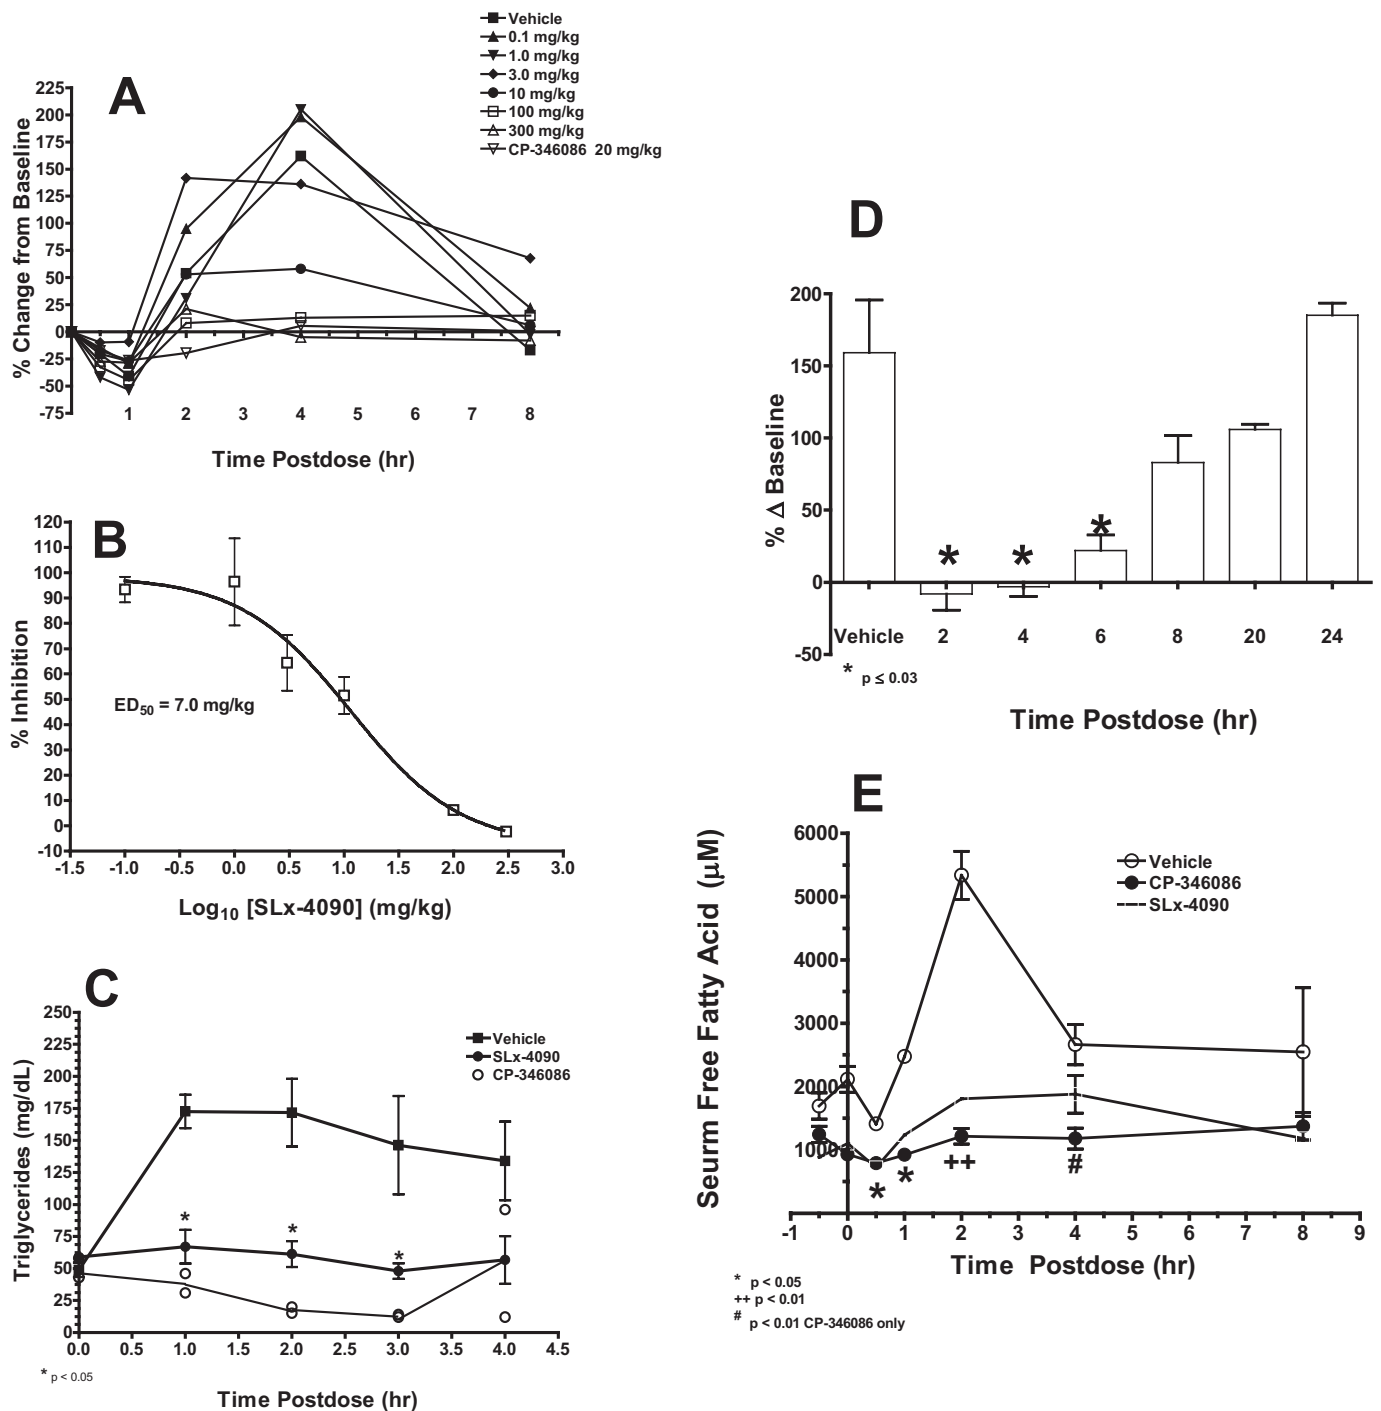 Vehicle
0.1 mg/kg
1.0 mg/kg
3.0 mg/kg
10 mg/kg
100 mg/kg
300 mg/kg
CP-346086 20 mg/kg
A
% Change from Baseline
225
200
175
150
125
100
75
50
25
0
-25
-50
-75
1 2 3 4 5 6 7 8
Time Postdose (hr)
B
% Inhibition
120
110
100
90
80
70
60
50
40
30
20
10
0
-10
ED50 = 7.0 mg/kg
-1.5 -1.0 -0.5 0.0 0.5 1.0 1.5 2.0 2.5 3.0
Log10 [SLx-4090] (mg/kg)
C
Triglycerides (mg/dL)
250
225
200
175
150
125
100
75
50
25
0
Vehicle
SLx-4090
CP-346086
* * *
0.0 0.5 1.0 1.5 2.0 2.5 3.0 3.5 4.0 4.5
* p < 0.05
Time Postdose (hr)
D
% Δ Baseline
200
150
100
50
0
-50
* * *
Vehicle 2 4 6 8 20 24
* p ≤ 0.03
Time Postdose (hr)
E
Seurm Free Fatty Acid (μM)
6000
5000
4000
3000
2000
1000
Vehicle
CP-346086
SLx-4090
* * ++ #
-1 0 1 2 3 4 5 6 7 8 9
Time Postdose (hr)
* p < 0.05
++ p < 0.01
# p < 0.01 CP-346086 only